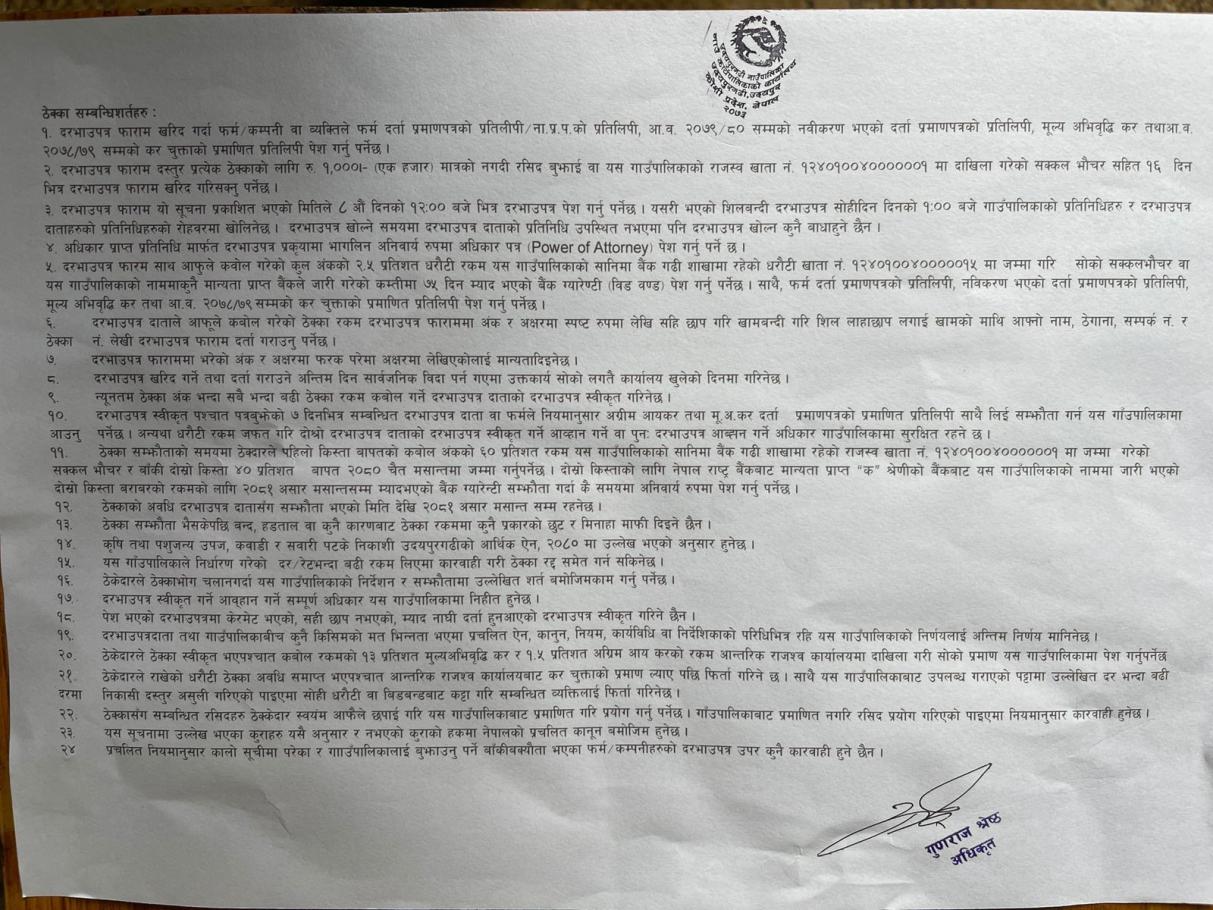 उदयपुरगढी गाउँपालिका
गाउँ कार्यपालिकाको कार्यालय
उदयपुरगढी, उदयपुर
कोशी प्रदेश, नेपाल
२०७३
ठेक्का सम्बन्धिशर्तहरु :
१. दरभाउपत्र फाराम खरिद गर्दा फर्म/कम्पनी वा व्यक्तिले फर्म दर्ता प्रमाणपत्रको प्रतिलीपी/ना.प्र.प.को प्रतिलिपी, आ.व. २०७९/८० सम्मको नवीकरण भएको दर्ता प्रमाणपत्रको प्रतिलिपी, मूल्य अभिवृद्धि कर तथाआ.व.
२०७८/७९ सम्मको कर चुक्ताको प्रमाणित प्रतिलिपी पेश गर्नु पर्नेछ ।
२. दरभाउपत्र फाराम दस्तुर प्रत्येक ठेक्काको लागि रु. १,०००।- (एक हजार) मात्रको नगदी रसिद बुझाई वा यस गाउँपालिकाको राजस्व खाता नं. १२४०१००४०००००००१ मा दाखिला गरेको सक्कल भौचर सहित १६ दिन
भित्र दरभाउपत्र फाराम खरिद गरिसक्नु पर्नेछ ।
३. दरभाउपत्र फाराम यो सूचना प्रकाशित भएको मितिले ८ औं दिनको १२:०० बजे भित्र दरभाउपत्र पेश गर्नु पर्नेछ । यसरी भएको शिलबन्दी दरभाउपत्र सोहीदिन दिनको १:०० बजे गाउँपालिकाको प्रतिनिधिहरु र दरभाउपत्र
दाताहरुको प्रतिनिधिहरुको रोहवरमा खोलिनेछ । दरभाउपत्र खोल्ने समयमा दरभाउपत्र दाताको प्रतिनिधि उपस्थित नभएमा पनि दरभाउपत्र खोल्न कुनै बाधाहुने छैन ।
४. अधिकार प्राप्त प्रतिनिधि मार्फत दरभाउपत्र प्रकृयामा भागलिन अनिवार्य रुपमा अधिकार पत्र (Power of Attorney) पेश गर्नु पर्ने छ ।
५. दरभाउपत्र फारम साथ आफुले कवोल गरेको कुल अंकको २.५ प्रतिशत धरौटी रकम यस गाउँपालिकाको सानिमा बैंक गढी शाखामा रहेको धरौटी खाता नं. १२४०१००४००००००१५ मा जम्मा गरि सोको सक्कलभौचर वा
यस गाउँपालिकाको नाममाकुनै मान्यता प्राप्त बैंकले जारी गरेको कम्तीमा ७५ दिन म्याद भएको बैंक ग्यारेण्टी (विड वण्ड) पेश गर्नु पर्नेछ । साथै, फर्म दर्ता प्रमाणपत्रको प्रतिलिपी, नविकरण भएको दर्ता प्रमाणपत्रको प्रतिलिपी,
मूल्य अभिवृद्धि कर तथा आ.व. २०७८/७९ सम्मको कर चुक्ताको प्रमाणित प्रतिलिपी पेश गर्नु पर्नेछ ।
६. दरभाउपत्र दाताले आफूले कबोल गरेको ठेक्का रकम दरभाउपत्र फाराममा अंक र अक्षरमा स्पष्ट रुपमा लेखि सहि छाप गरि खामबन्दी गरि शिल लाहाछाप लगाई खामको माथि आफ्नो नाम, ठेगाना, सम्पर्क नं. र
ठेक्का नं. लेखी दरभाउपत्र फाराम दर्ता गराउनु पर्नेछ ।
७. दरभाउपत्र फाराममा भरेको अंक र अक्षरमा फरक परेमा अक्षरमा लेखिएकोलाई मान्यतादिइनेछ ।
८. दरभाउपत्र खरिद गर्ने तथा दर्ता गराउने अन्तिम दिन सार्वजनिक विदा पर्न गएमा उक्तकार्य सोको लगतै कार्यालय खुलेको दिनमा गरिनेछ ।
९. न्यूनतम ठेक्का अंक भन्दा सबै भन्दा बढी ठेक्का रकम कबोल गर्ने दरभाउपत्र दाताको दरभाउपत्र स्वीकृत गरिनेछ ।
१०. दरभाउपत्र स्वीकृत पश्चात पत्रबुझेको ७ दिनभित्र सम्बन्धित दरभाउपत्र दाता वा फर्मले नियमानुसार अग्रीम आयकर तथा मू.अ.कर दर्ता प्रमाणपत्रको प्रमाणित प्रतिलिपी साथै लिई सम्झौता गर्न यस गाउँपालिकामा
आउनु पर्नेछ । अन्यथा धरौटी रकम जफत गरि दोश्रो दरभाउपत्र दाताको दरभाउपत्र स्वीकृत गर्ने आव्हान गर्ने वा पुनः दरभाउपत्र आब्हान गर्ने अधिकार गाउँपालिकामा सुरक्षित रहने छ ।
११. ठेक्का सम्झौताको समयमा ठेक्दारले पहिलो किस्ता बापतको कबोल अंकको ६० प्रतिशत रकम यस गाउँपालिकाको सानिमा बैंक गढी शाखामा रहेको राजस्व नं. १२४०१००४०००००००१ मा जम्मा गरेको
सक्कल भौचर र बाँकी दोस्रो किस्ता ४० प्रतिशत बापत २०८० चैत मसान्तमा जम्मा गर्नुपर्नेछ । दोस्रो किस्ताको लागि नेपाल राष्ट्र बैंकबाट मान्यता प्राप्त "क" श्रेणीको बैंकबाट यस गाउँपालिकाको नाममा जारी भएको
दोस्रो किस्ता बराबरको रकमको लागि २०८१ असार मसान्तसम्म म्यादभएको बैंक ग्यारेन्टी सम्झौता गर्दा कै समयमा अनिवार्य रुपमा पेश गर्नु पर्नेछ ।
१२. ठेक्काको अवधि दरभाउपत्र दातासँग सम्झौता भएको मिति देखि २०८१ असार मसान्त सम्म रहनेछ ।
१३. ठेक्का सम्झौता भैसकेपछि बन्द, हडताल वा कुनै कारणबाट ठेक्का रकममा कुनै प्रकारको छुट र मिनाहा माफी दिइने छैन ।
१४. कृषि तथा पशुजन्य उपज, कवाडी र सवारी पटके निकाशी उदयपुरगढीको आर्थिक ऐन, २०८० मा उल्लेख भएको अनुसार हुनेछ ।
१५. यस गाँउपालिकाले निर्धारण गरेको दर/रेटभन्दा बढी रकम लिएमा कारवाही गरी ठेक्का रद्द समेत गर्न सकिनेछ ।
१६. ठेकेदारले ठेक्काभोग चलानगर्दा यस गाउँपालिकाको निर्देशन र सम्झौतामा उल्लेखित शर्त बमोजिमकाम गर्नु पर्नेछ ।
१७. दरभाउपत्र स्वीकृत गर्ने आव्हान गर्ने सम्पूर्ण अधिकार यस गाउपालिकामा निहीत हुनेछ ।
१८. पेश भएको दरभाउपत्रमा केरमेट भएको, सही छाप नभएको, म्याद नाघी दर्ता हुनआएको दरभाउपत्र स्वीकृत गरिने छैन ।
१९. दरभाउपत्रदाता तथा गाउँपालिकाबीच कुनै किसिमको मत भिन्नता भएमा प्रचलित ऐन, कानुन, नियम, कार्यविधि वा निर्देशिकाको परिधिभित्र रहि यस गाउँपालिकाको निर्णयलाई अन्तिम निर्णय मानिनेछ ।
२०. ठेकेदारले ठेक्का स्वीकृत भएपश्चात कबोल रकमको १३ प्रतिशत मुल्यअभिवृद्धि कर र १.५ प्रतिशत अग्रिम आय करको रकम आन्तरिक राजश्व कार्यालयमा दाखिला गरी सोको प्रमाण यस गाउँपालिकामा पेश गर्नुपर्नेछ
२१. ठेकेदारले राखेको धरौटी ठेक्का अवधि समाप्त भएपश्चात आन्तरिक राजश्व कार्यालयबाट कर चुक्ताको प्रमाण ल्याए पछि फिर्ता गरिने छ । साथै यस गाउँपालिकाबाट उपलब्ध गराएको पट्टामा उल्लेखित दर भन्दा बढी
दरमा निकासी दस्तुर असुली गरिएको पाइएमा सोही धरौटी वा बिडबन्डबाट कट्टा गरि सम्बन्धित व्यक्तिलाई फिर्ता गरिनेछ ।
२२. ठेक्कासँग सम्बन्धित रसिदहरु ठेक्केदार स्वयंम आफैले छपाई गरि यस गाउँपालिकाबाट प्रमाणित गरि प्रयोग गर्नु पर्नेछ । गाँउपालिकाबाट प्रमाणित नगरि रसिद प्रयोग गरिएको पाइएमा नियमानुसार कारवाही हुनेछ ।
२३. यस सूचनामा उल्लेख भएका कुराहरु यसै अनुसार र नभएको कुराको हकमा नेपालको प्रचलित कानून बमोजिम हुनेछ ।
२४ प्रचलित नियमानुसार कालो सूचीमा परेका र गााउँपालिकालाई बुझाउनु पर्ने बाँकीबक्यौता भएका फर्म/कम्पनीहरुको दरभाउपत्र उपर कुनै कारवाही हुने छैन ।
गुणराज श्रेष्ठ
अधिकृत